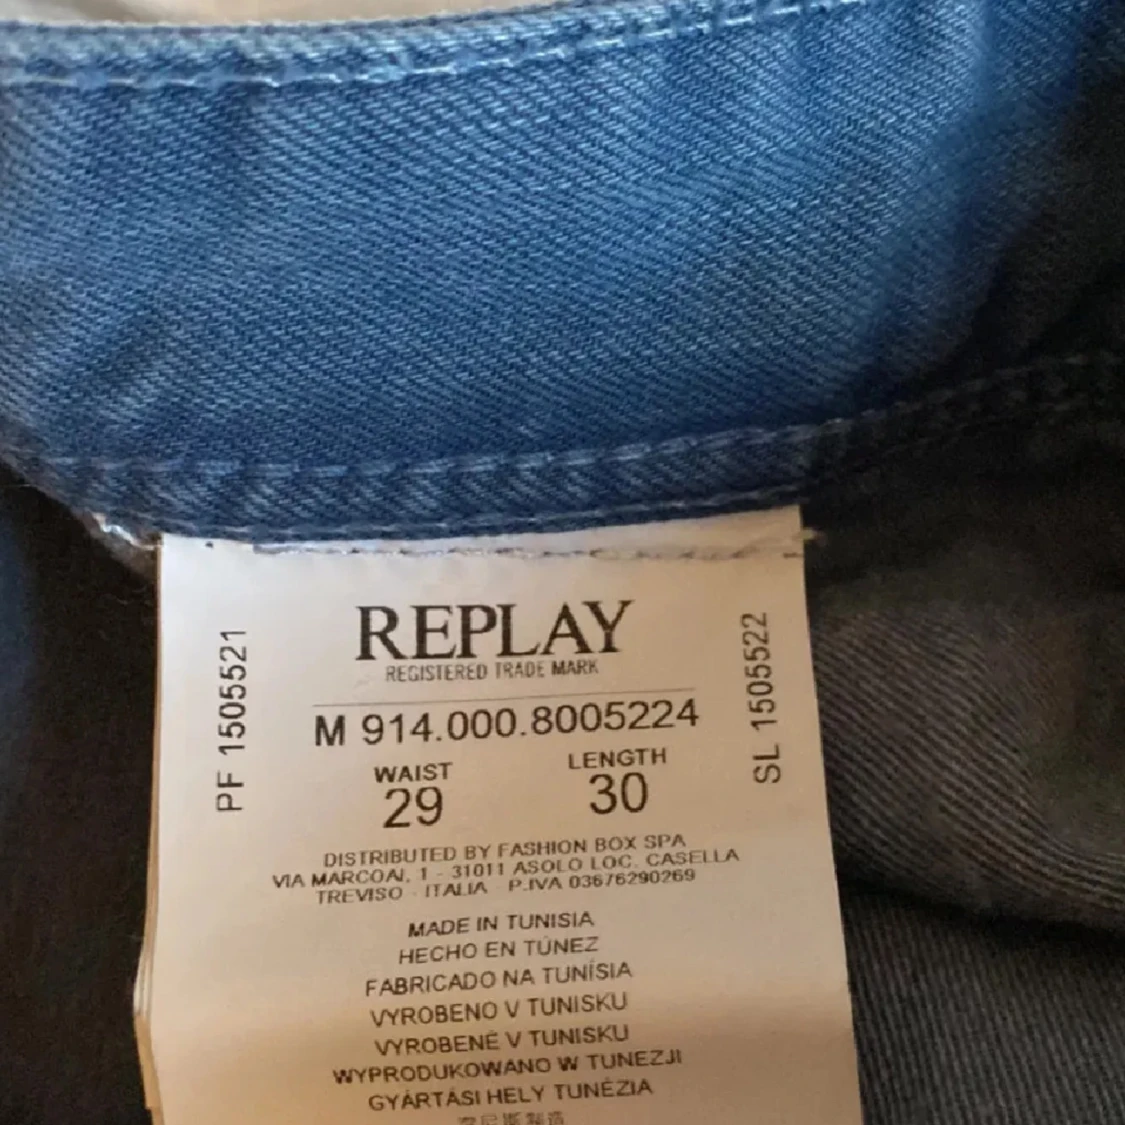 REPLAY
REGISTERED TRADE MARK
PF 1505521
SL 1505522
M 914.000.8005224
WAIST LENGTH
29 30
DISTRIBUTED BY FASHION BOX SPA
VIA MARCOAI, 1 - 31011 ASOLO LOC. CASELLA
TREVISO - ITALIA - P.IVA 03676290269
MADE IN TUNISIA
HECHO EN TÚNEZ
FABRICADO NA TUNÍSIA
VYROBENO V TUNISKU
VYROBENÉ V TUNISKU
WYPRODUKOWANO W TUNEZJI
GYÁRTÁSI HELY TUNÉZIA